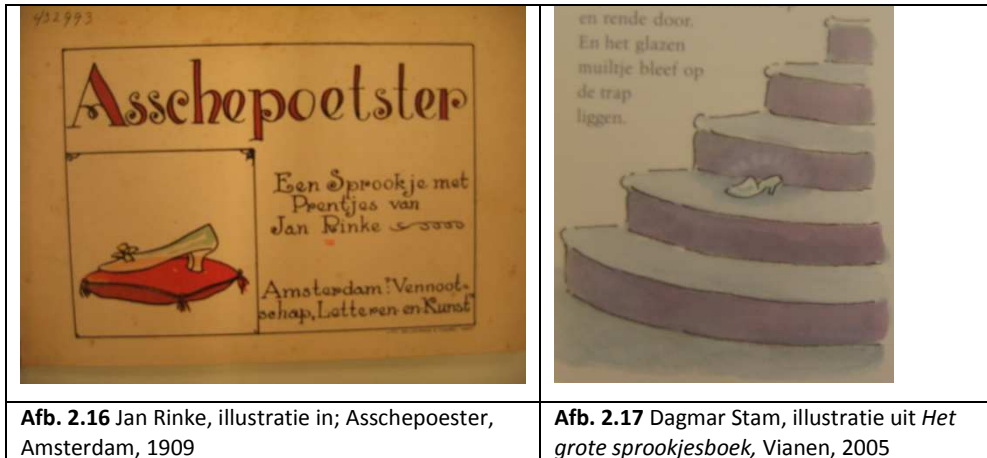 432993
Asschepoetster
Een Sprookje met
Prentjes van
Jan Rinke
Amsterdam: "Vennoot-
schap, Letteren en Kunst"
en rende door.
En het glazen
muiltje bleef op
de trap
liggen.
Afb. 2.16 Jan Rinke, illustratie in; Asschepoester,
Amsterdam, 1909
Afb. 2.17 Dagmar Stam, illustratie uit Het
grote sprookjesboek, Vianen, 2005